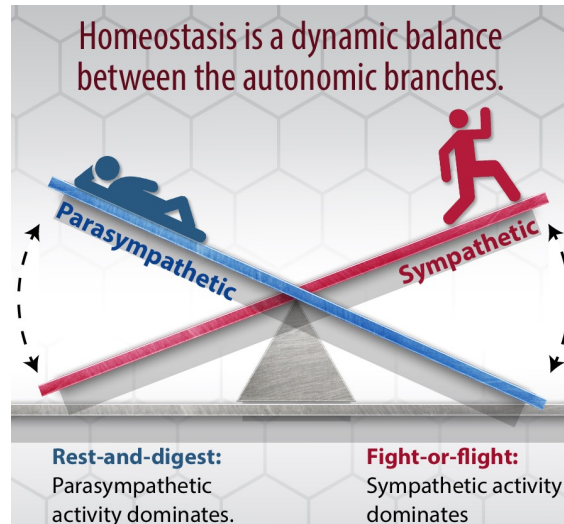 Homeostasis is a dynamic balance
between the autonomic branches.
Parasympathetic
Sympathetic
Rest-and-digest:
Parasympathetic
activity dominates.
Fight-or-flight:
Sympathetic activity
dominates